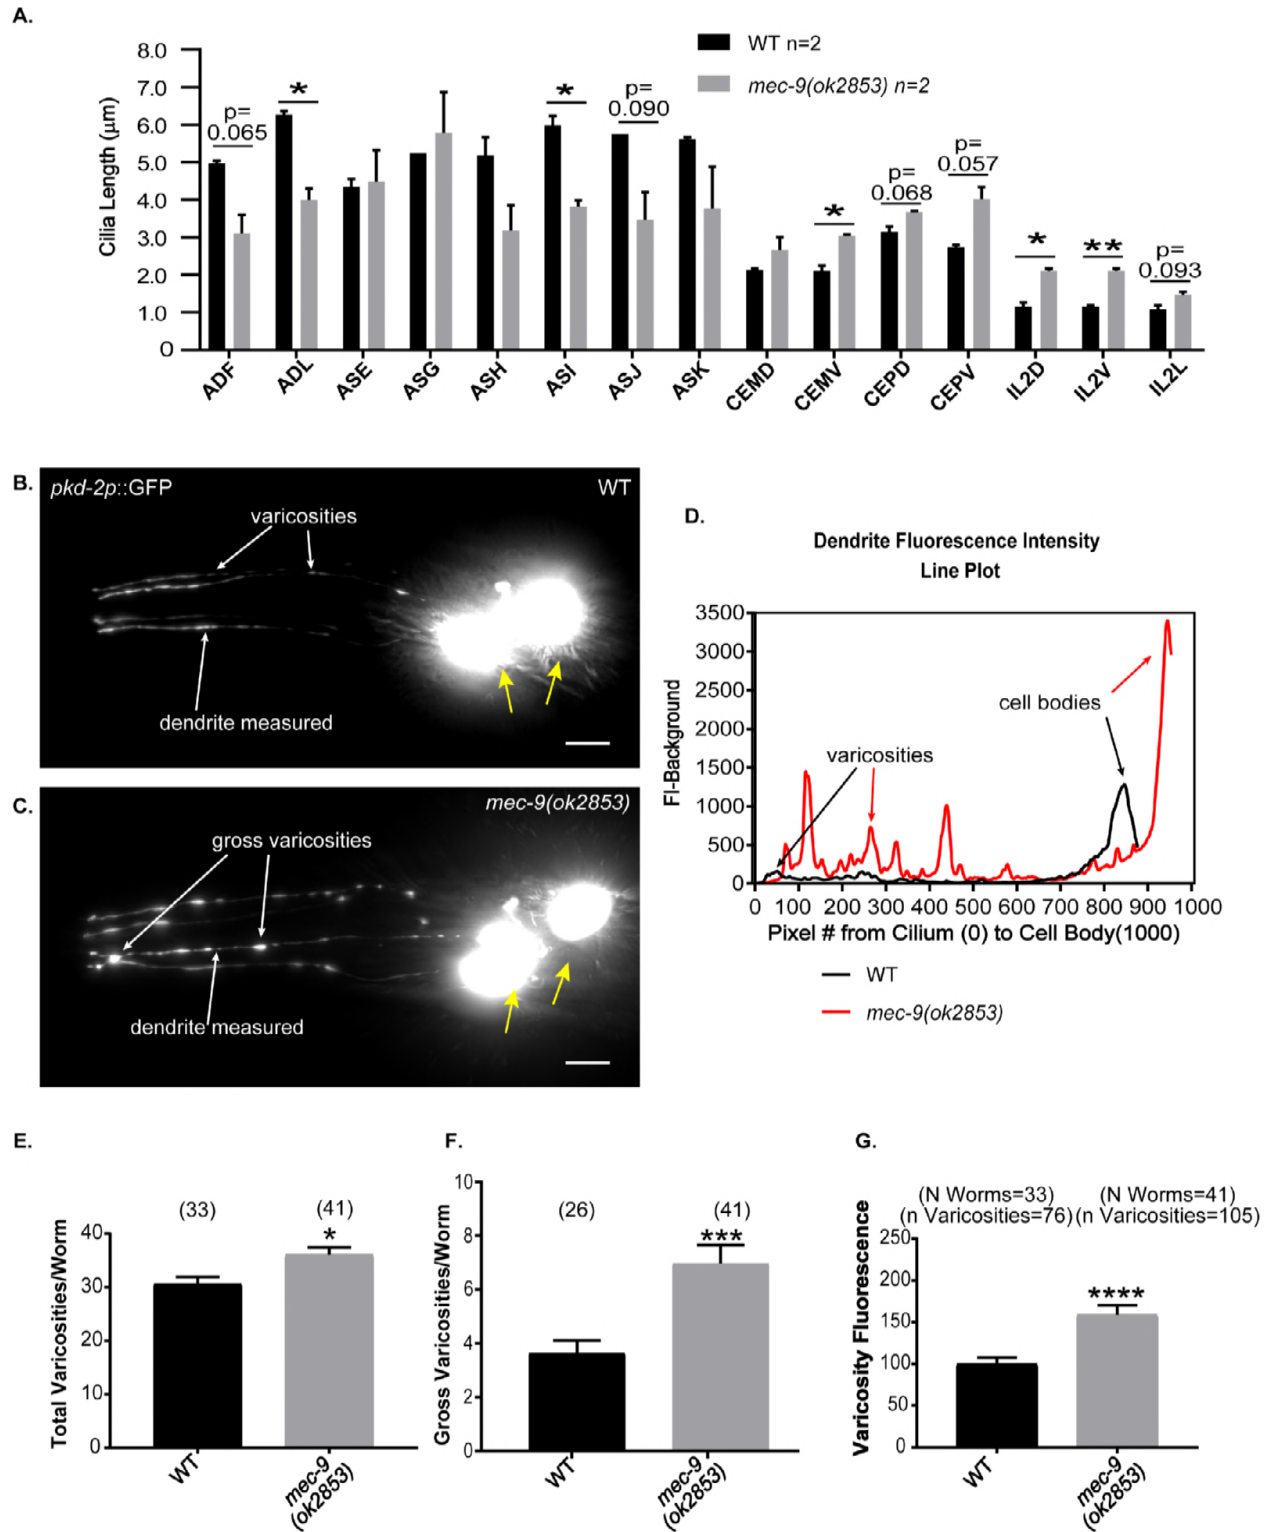 A.
WT n=2
mec-9(ok2853) n=2
Cilia Length (μm)
8.0
7.0
6.0
5.0
4.0
3.0
2.0
1.0
0
p=
0.065
*
*
p=
0.090
*
p=
0.068
p=
0.057
*
**
p=
0.093
ADF
ADL
ASE
ASG
ASH
ASI
ASJ
ASK
CEMD
CEMV
CEPD
CEPV
IL2D
IL2V
IL2L
B.
pkd-2p::GFP
WT
varicosities
dendrite measured
C.
mec-9(ok2853)
gross varicosities
dendrite measured
D.
Dendrite Fluorescence Intensity
Line Plot
FI-Background
3500
3000
2500
2000
1500
1000
500
0
cell bodies
varicosities
0 100 200 300 400 500 600 700 800 900 1000
Pixel # from Cilium (0) to Cell Body(1000)
WT
mec-9(ok2853)
E.
Total Varicosities/Worm
40
30
20
10
0
(33)
(41)
*
WT
mec-9
(ok2853)
F.
Gross Varicosities/Worm
10
8
6
4
2
0
(26)
(41)
***
WT
mec-9
(ok2853)
G.
(N Worms=33)
(n Varicosities=76)
(N Worms=41)
(n Varicosities=105)
Varicosity Fluorescence
250
200
150
100
50
0
****
WT
mec-9
(ok2853)